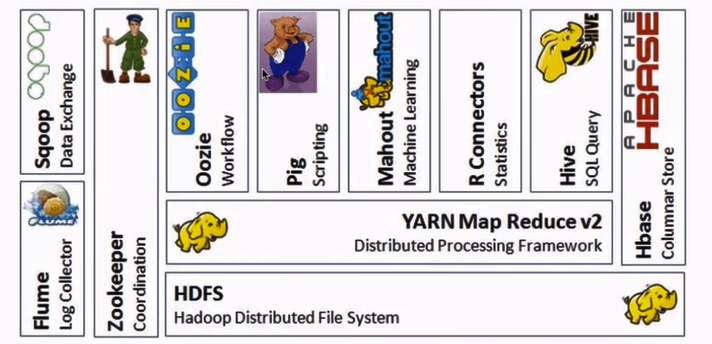 Sqoop
Data Exchange
Flume
Log Collector
FLUME
Zookeeper
Coordination
OOZIE
Oozie
Workflow
Pig
Scripting
mahout
Mahout
Machine Learning
R Connectors
Statistics
HIVE
Hive
SQL Query
APACHE
HBASE
Hbase
Columnar Store
YARN Map Reduce v2
Distributed Processing Framework
HDFS
Hadoop Distributed File System